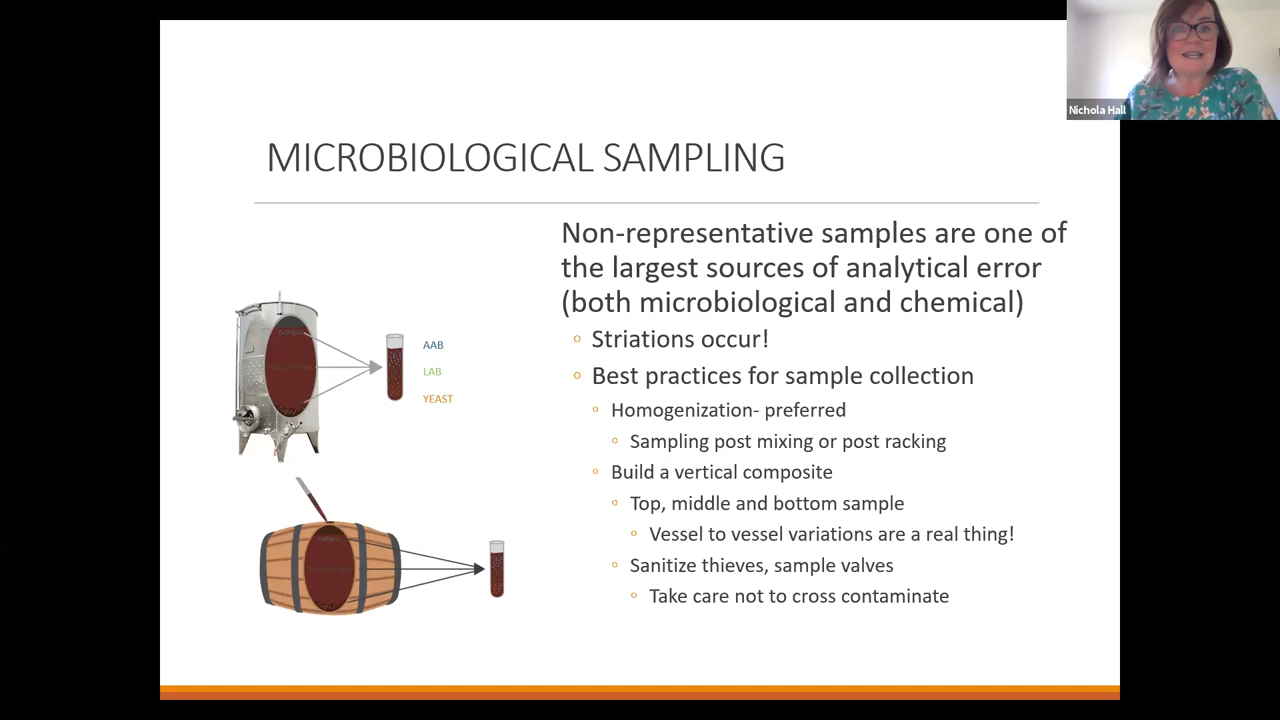 Nichola Hall
MICROBIOLOGICAL SAMPLING
Non-representative samples are one of
the largest sources of analytical error
(both microbiological and chemical)
Striations occur!
Best practices for sample collection
Homogenization- preferred
Sampling post mixing or post racking
Build a vertical composite
Top, middle and bottom sample
Vessel to vessel variations are a real thing!
Sanitize thieves, sample valves
Take care not to cross contaminate
AAB
LAB
YEAST